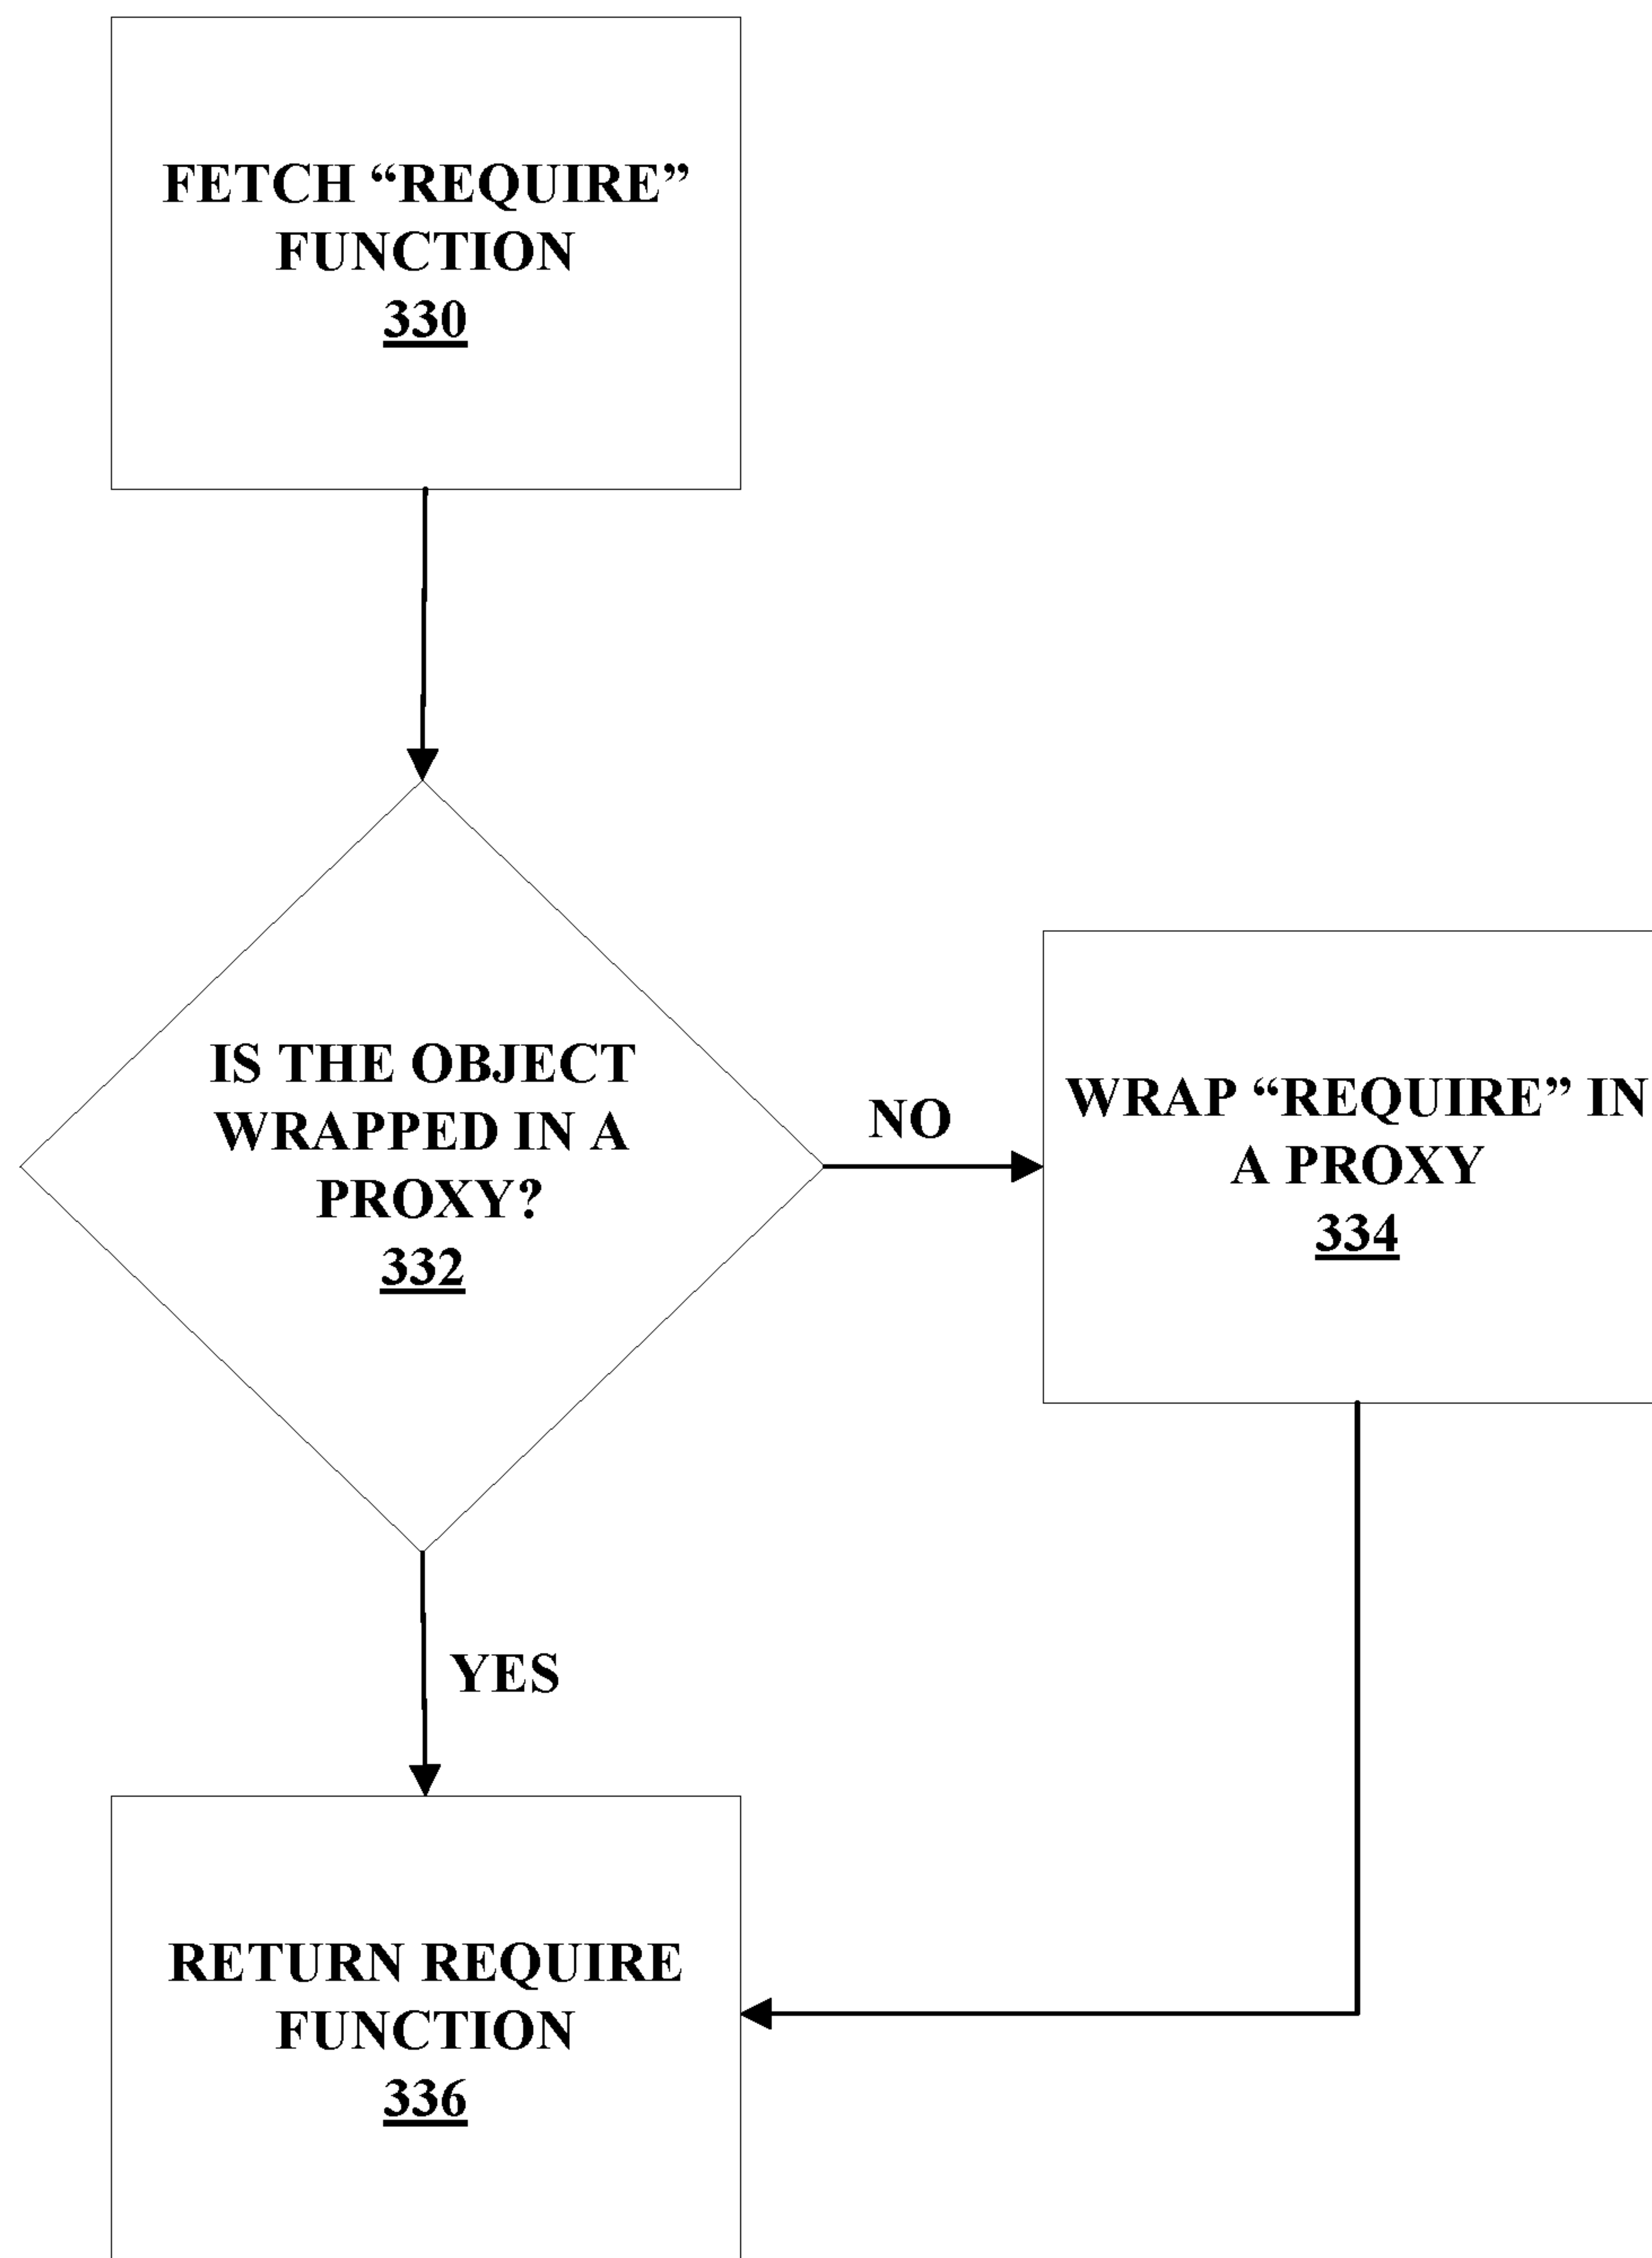 FETCH “REQUIRE”
FUNCTION
330
IS THE OBJECT
WRAPPED IN A
PROXY?
332
NO
WRAP “REQUIRE” IN
A PROXY
334
YES
RETURN REQUIRE
FUNCTION
336